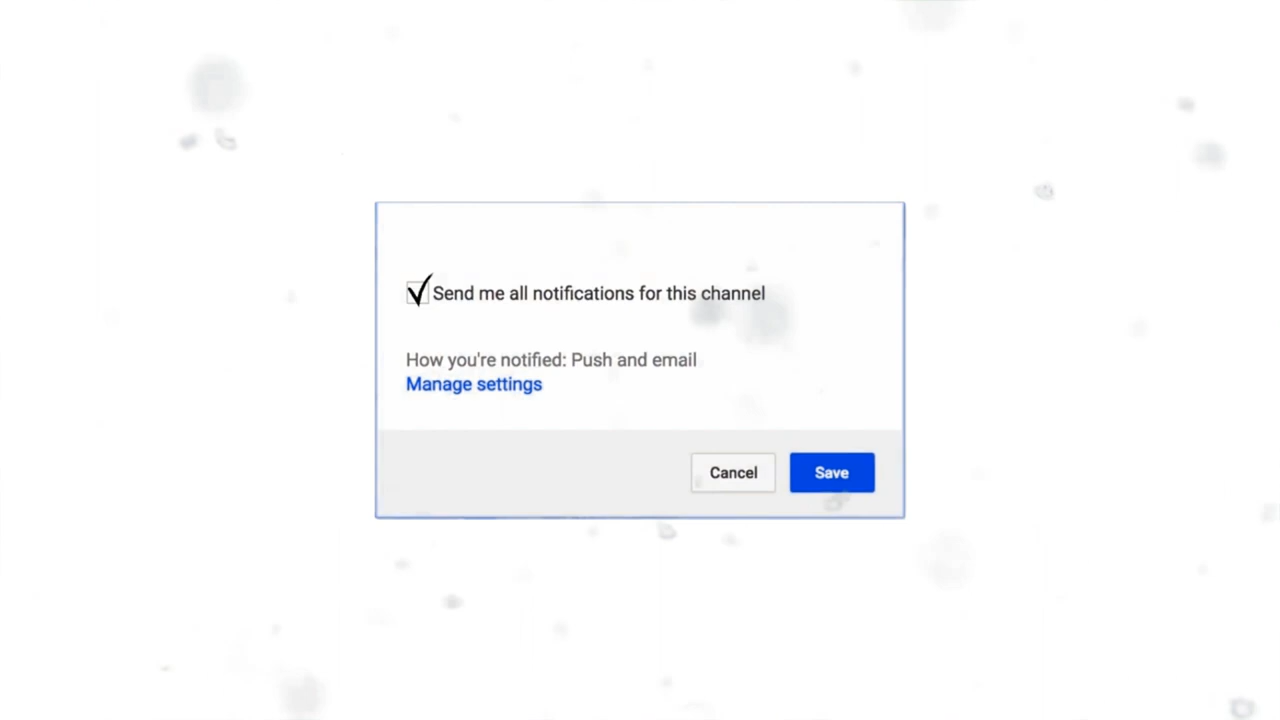 Send me all notifications for this channel
How you're notified: Push and email
Manage settings
Cancel
Save